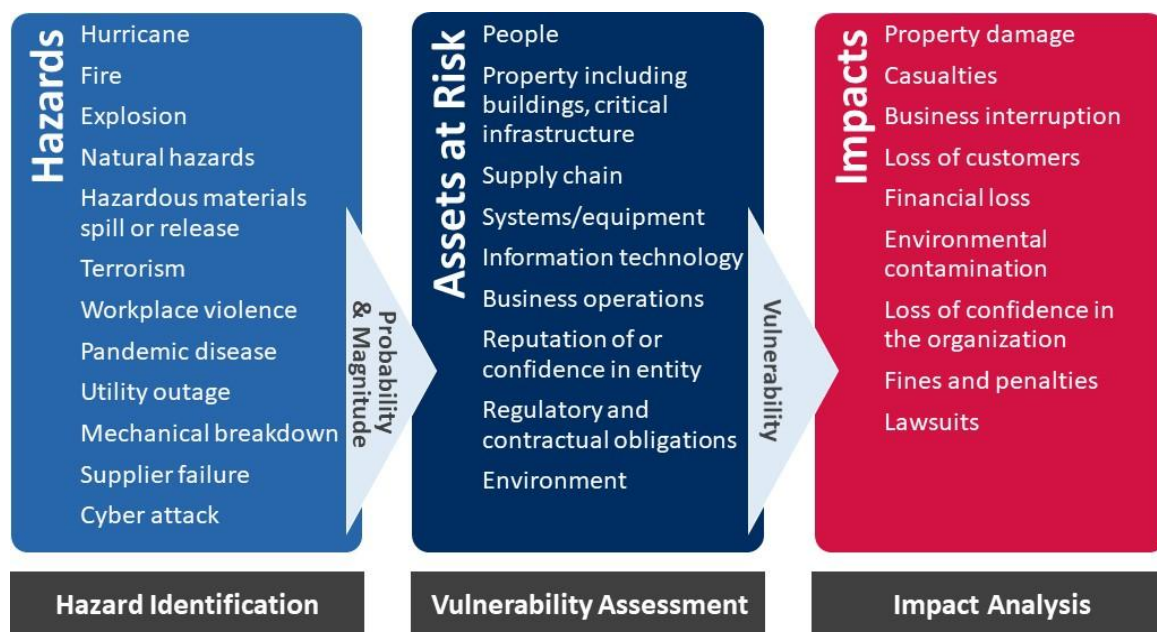 Hazards
Hurricane
Fire
Explosion
Natural hazards
Hazardous materials
spill or release
Terrorism
Workplace violence
Pandemic disease
Utility outage
Mechanical breakdown
Supplier failure
Cyber attack
Probability
& Magnitude
Assets at Risk
People
Property including
buildings, critical
infrastructure
Supply chain
Systems/equipment
Information technology
Business operations
Reputation of or
confidence in entity
Regulatory and
contractual obligations
Environment
Vulnerability
Impacts
Property damage
Casualties
Business interruption
Loss of customers
Financial loss
Environmental
contamination
Loss of confidence in
the organization
Fines and penalties
Lawsuits
Hazard Identification
Vulnerability Assessment
Impact Analysis